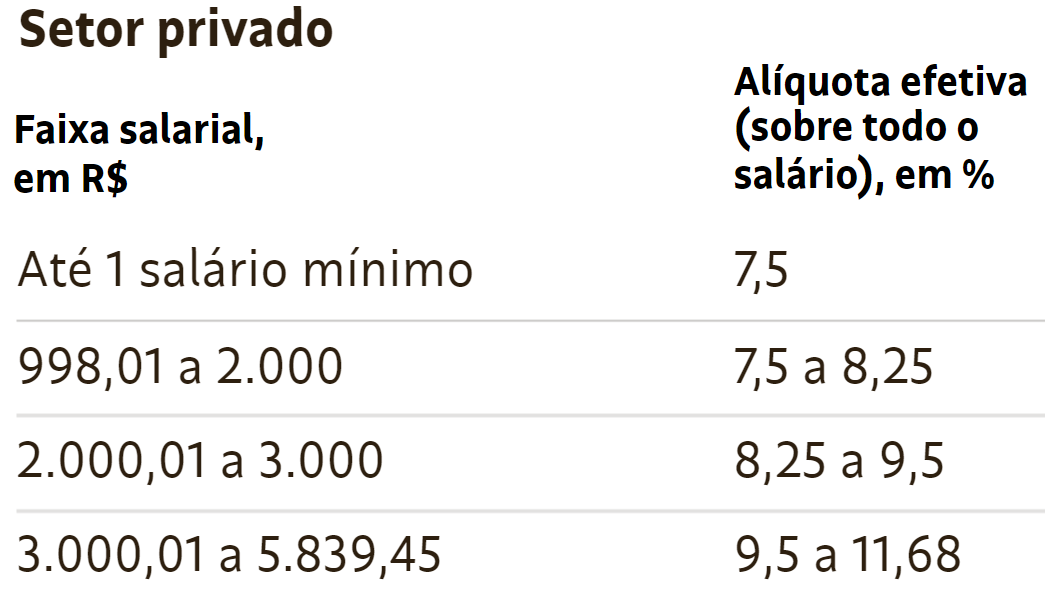 Setor privado
Faixa salarial,
em R$
Alíquota efetiva
(sobre todo o
salário), em %
Até 1 salário mínimo 7,5
998,01 a 2.000 7,5 a 8,25
2.000,01 a 3.000 8,25 a 9,5
3.000,01 a 5.839,45 9,5 a 11,68